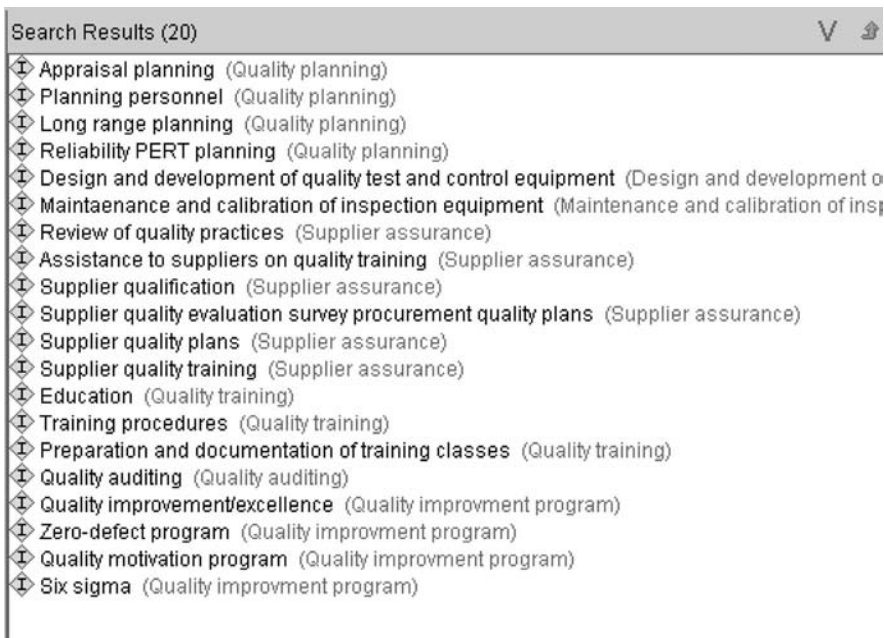 Search Results (20)
Appraisal planning (Quality planning)
Planning personnel (Quality planning)
Long range planning (Quality planning)
Reliability PERT planning (Quality planning)
Design and development of quality test and control equipment (Design and development o
Maintaenance and calibration of inspection equipment (Maintenance and calibration of insp
Review of quality practices (Supplier assurance)
Assistance to suppliers on quality training (Supplier assurance)
Supplier qualification (Supplier assurance)
Supplier quality evaluation survey procurement quality plans (Supplier assurance)
Supplier quality plans (Supplier assurance)
Supplier quality training (Supplier assurance)
Education (Quality training)
Training procedures (Quality training)
Preparation and documentation of training classes (Quality training)
Quality auditing (Quality auditing)
Quality improvement/excellence (Quality improvment program)
Zero-defect program (Quality improvment program)
Quality motivation program (Quality improvment program)
Six sigma (Quality improvment program)